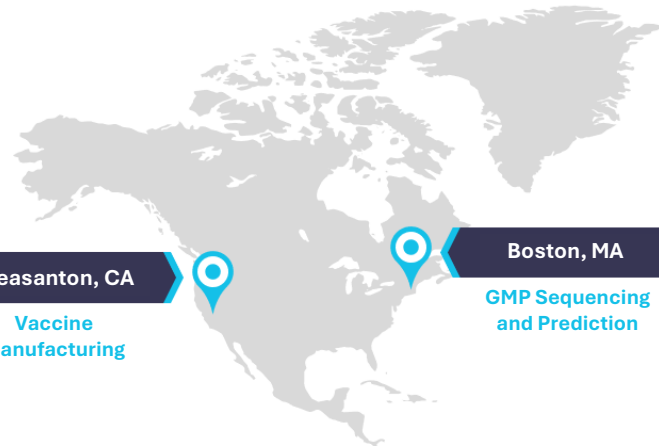 easanton, CA
Vaccine
anufacturing
Boston, MA
GMP Sequencing
and Prediction